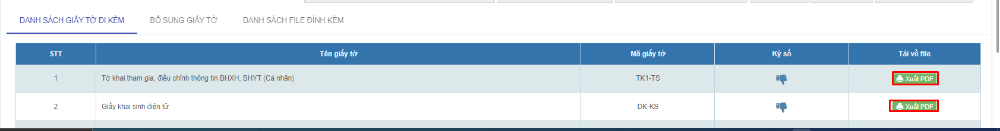 DANH SÁCH GIẤY TỜ ĐI KÈM BỔ SUNG GIẤY TỜ DANH SÁCH FILE ĐÍNH KÈM
STT Tên giấy tờ Mã giấy tờ Ký số Tải về file
1 Tờ khai tham gia, điều chỉnh thông tin BHXH, BHYT (Cá nhân) TK1-TS Xuất PDF
2 Giấy khai sinh điện tử DK-KS Xuất PDF